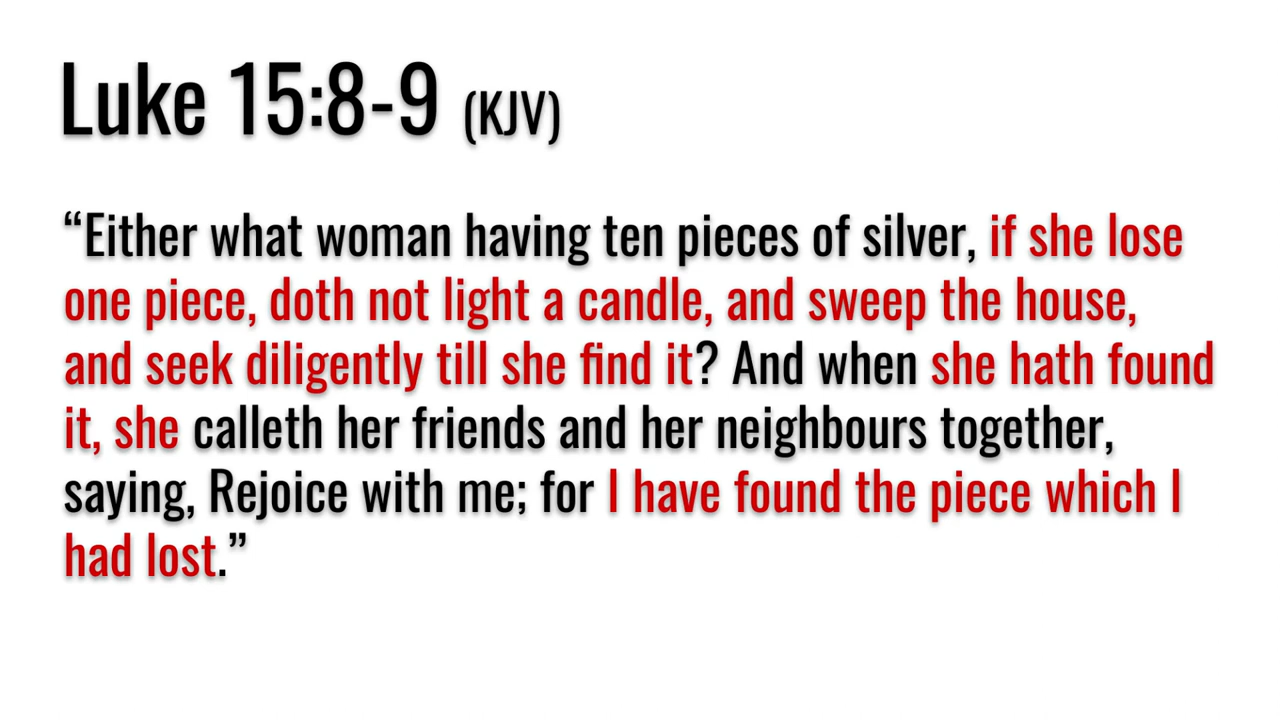 Luke 15:8-9 (KJV)
“Either what woman having ten pieces of silver, if she lose
one piece, doth not light a candle, and sweep the house,
and seek diligently till she find it? And when she hath found
it, she calleth her friends and her neighbours together,
saying, Rejoice with me; for I have found the piece which I
had lost.”